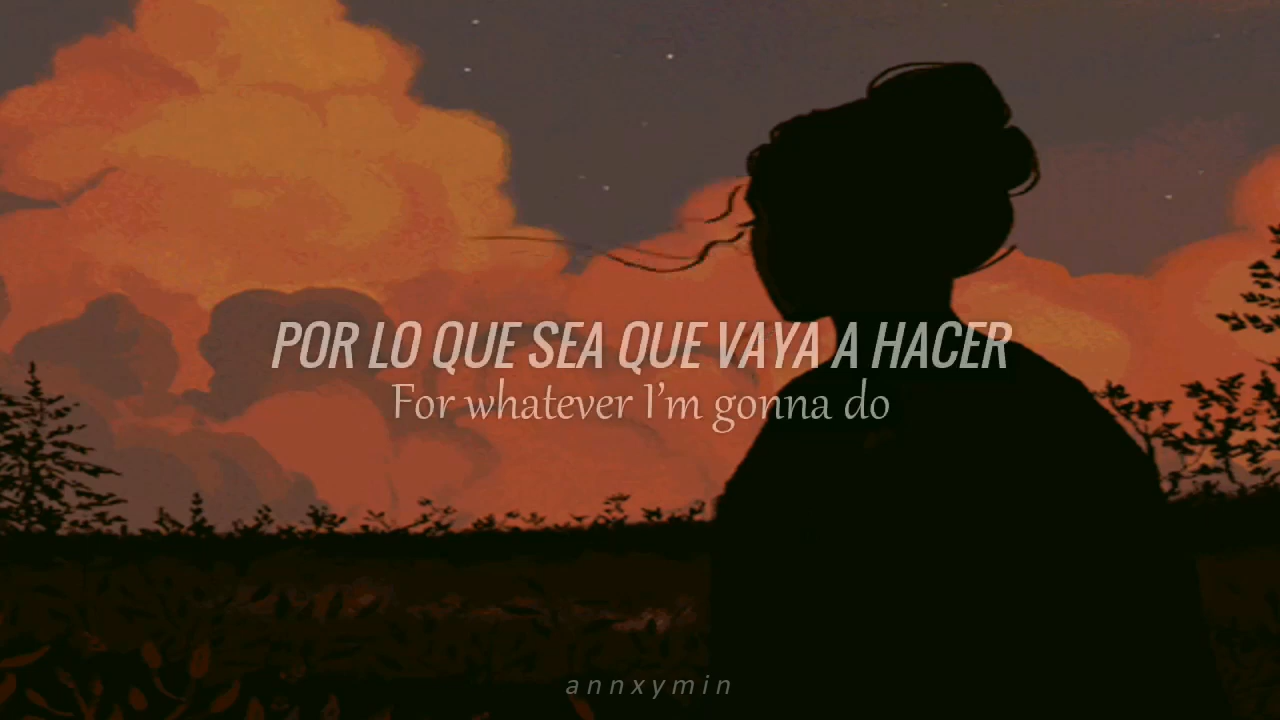 POR LO QUE SEA QUE VAYA A HACER
For whatever I'm gonna do
annxymin